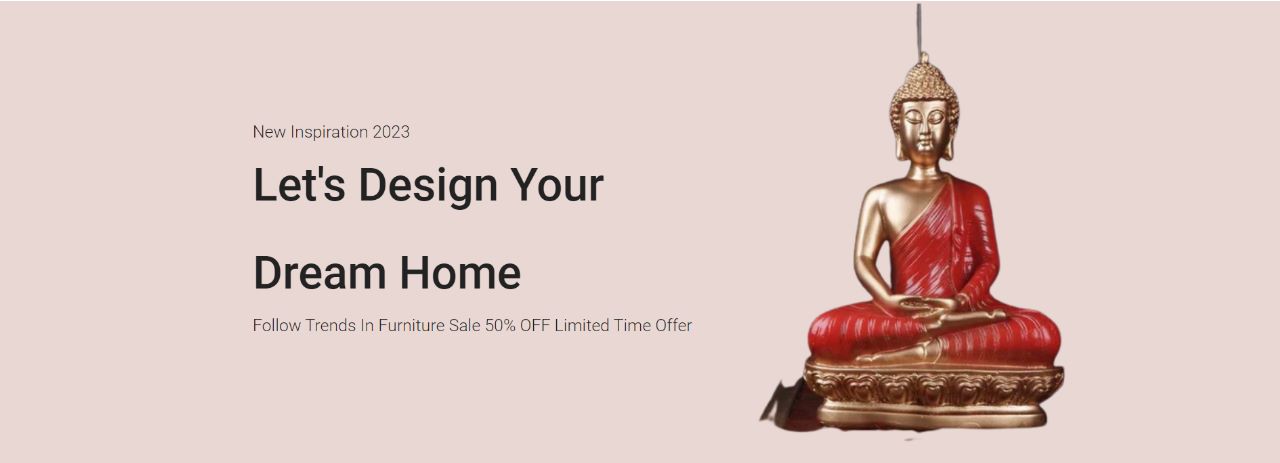 New Inspiration 2023
Let's Design Your
Dream Home
Follow Trends In Furniture Sale 50% OFF Limited Time Offer